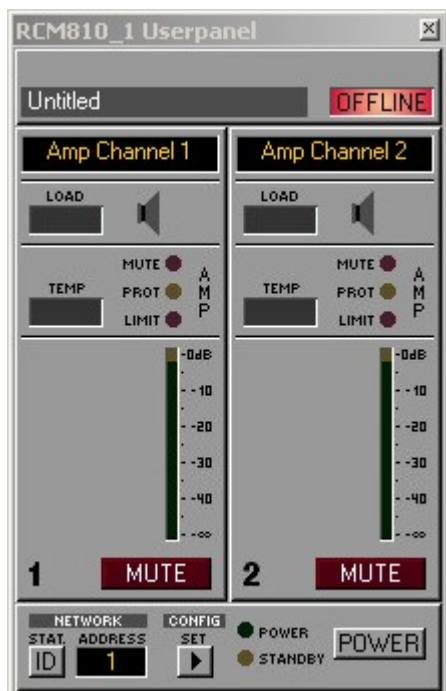 RCM810_1 Userpanel
Untitled OFFLINE
Amp Channel 1
LOAD
MUTE
TEMP PROT
LIMIT
AMP
-0dB
-10
-20
-30
-40
-∞
1 MUTE
Amp Channel 2
LOAD
MUTE
TEMP PROT
LIMIT
AMP
-0dB
-10
-20
-30
-40
-∞
2 MUTE
NETWORK CONFIG
STAT. ADDRESS SET
ID 1
POWER
STANDBY
POWER